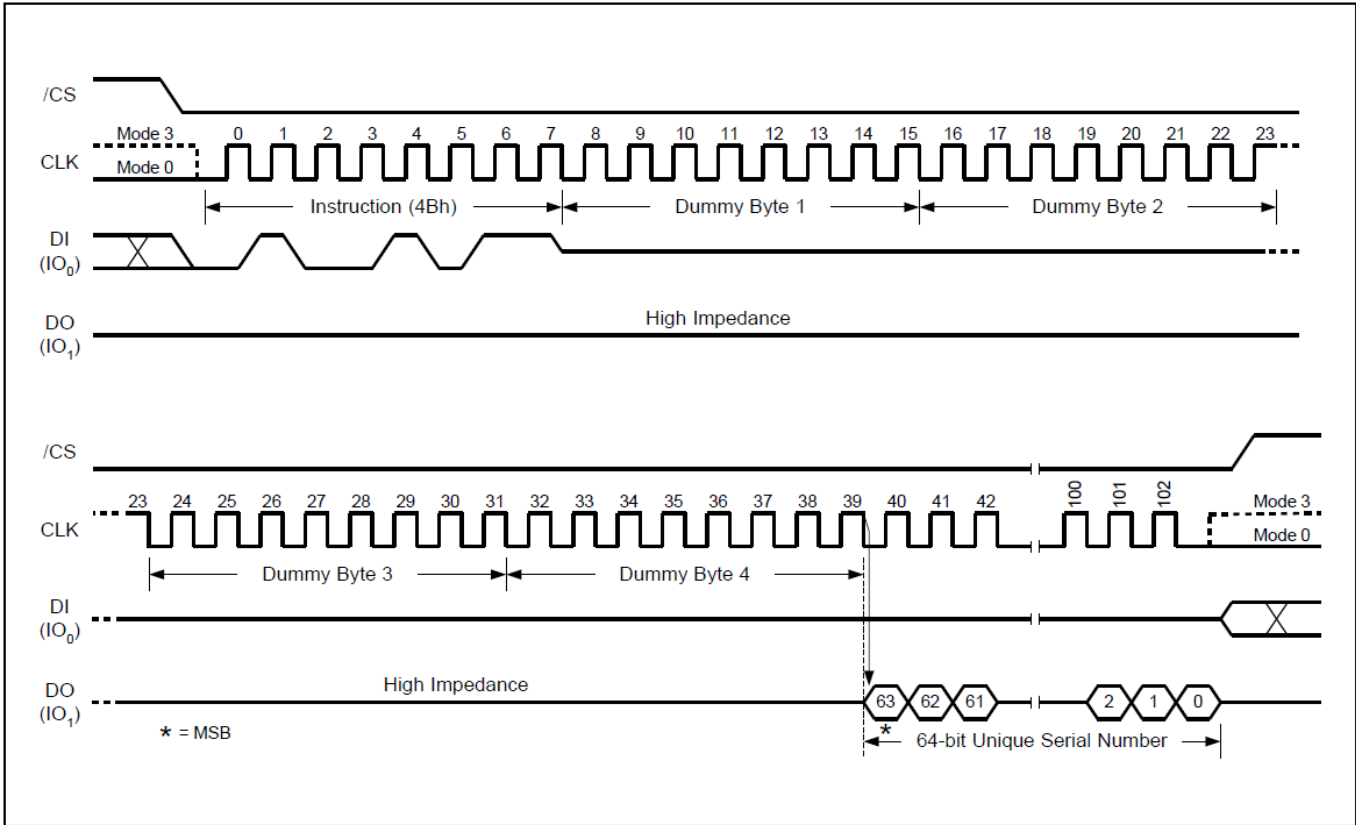 /CS
Mode 3 0 1 2 3 4 5 6 7 8 9 10 11 12 13 14 15 16 17 18 19 20 21 22 23
CLK
Mode 0
Instruction (4Bh) Dummy Byte 1 Dummy Byte 2
DI
(IO0)
High Impedance
DO
(IO1)
/CS
23 24 25 26 27 28 29 30 31 32 33 34 35 36 37 38 39 40 41 42 100 101 102 Mode 3
CLK
Mode 0
Dummy Byte 3 Dummy Byte 4
DI
(IO0)
High Impedance
DO
(IO1)
63 62 61 2 1 0
* = MSB
*
64-bit Unique Serial Number